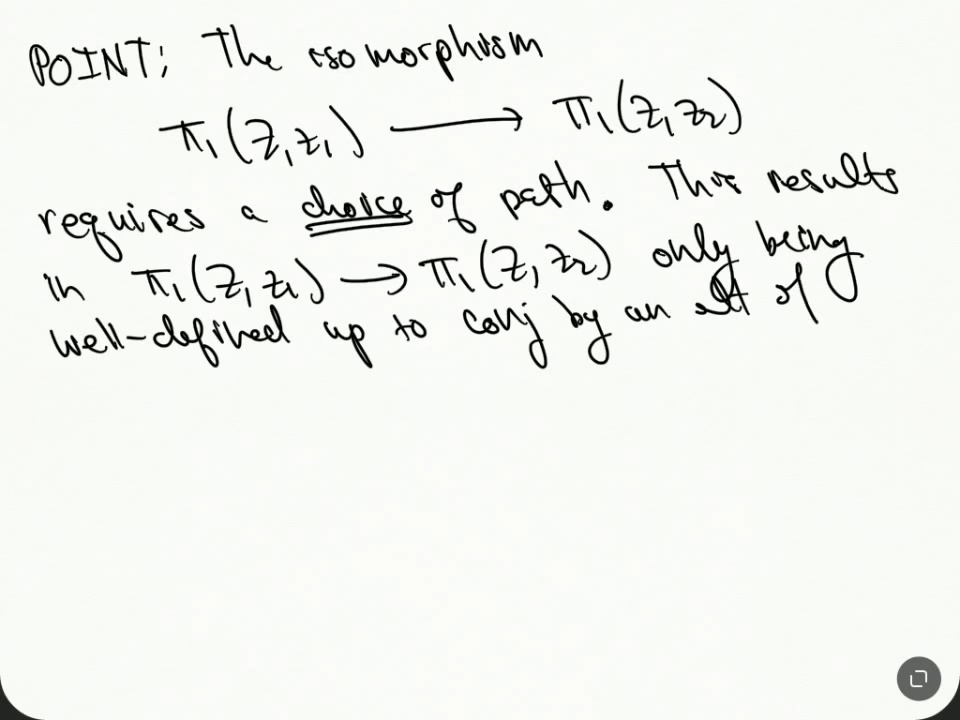 POINT: The isomorphism
π₁(Z,z₁) ⟶ π₁(Z,z₂)
requires a choice of path. This results
in π₁(Z,z₁) ⟶ π₁(Z,z₂) only being
well-defined up to conj by an elt of